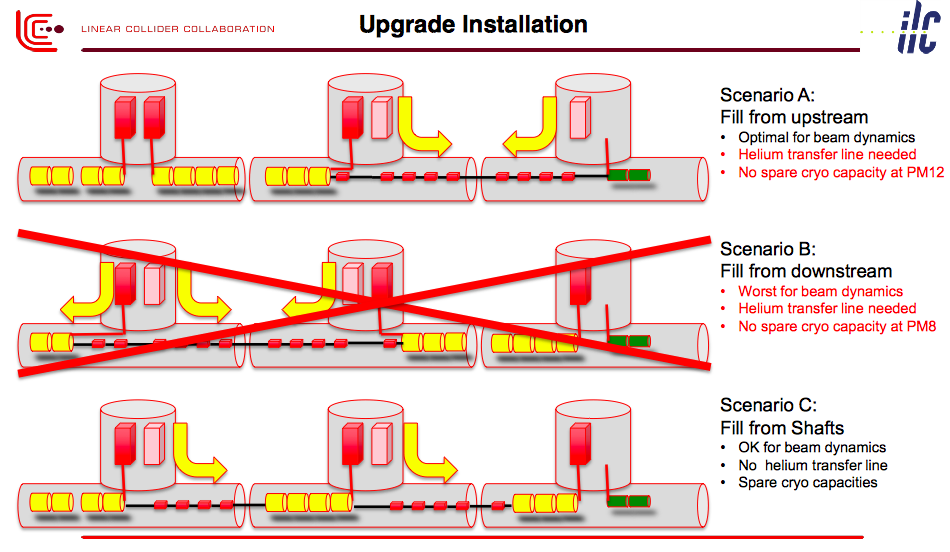 LINEAR COLLIDER COLLABORATION
Upgrade Installation
ilc
Scenario A:
Fill from upstream
• Optimal for beam dynamics
• Helium transfer line needed
• No spare cryo capacity at PM12
Scenario B:
Fill from downstream
• Worst for beam dynamics
• Helium transfer line needed
• No spare cryo capacity at PM8
Scenario C:
Fill from Shafts
• OK for beam dynamics
• No helium transfer line
• Spare cryo capacities